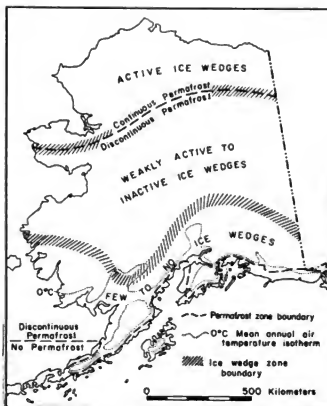 ACTIVE ICE WEDGES
Continuous Permafrost
Discontinuous Permafrost
WEAKLY ACTIVE TO
INACTIVE ICE WEDGES
FEW TO NO ICE WEDGES
0°C
Discontinuous
Permafrost
No Permafrost
Permafrost zone boundary
0°C Mean annual air
temperature isotherm
Ice wedge zone
boundary
0 500 Kilometers